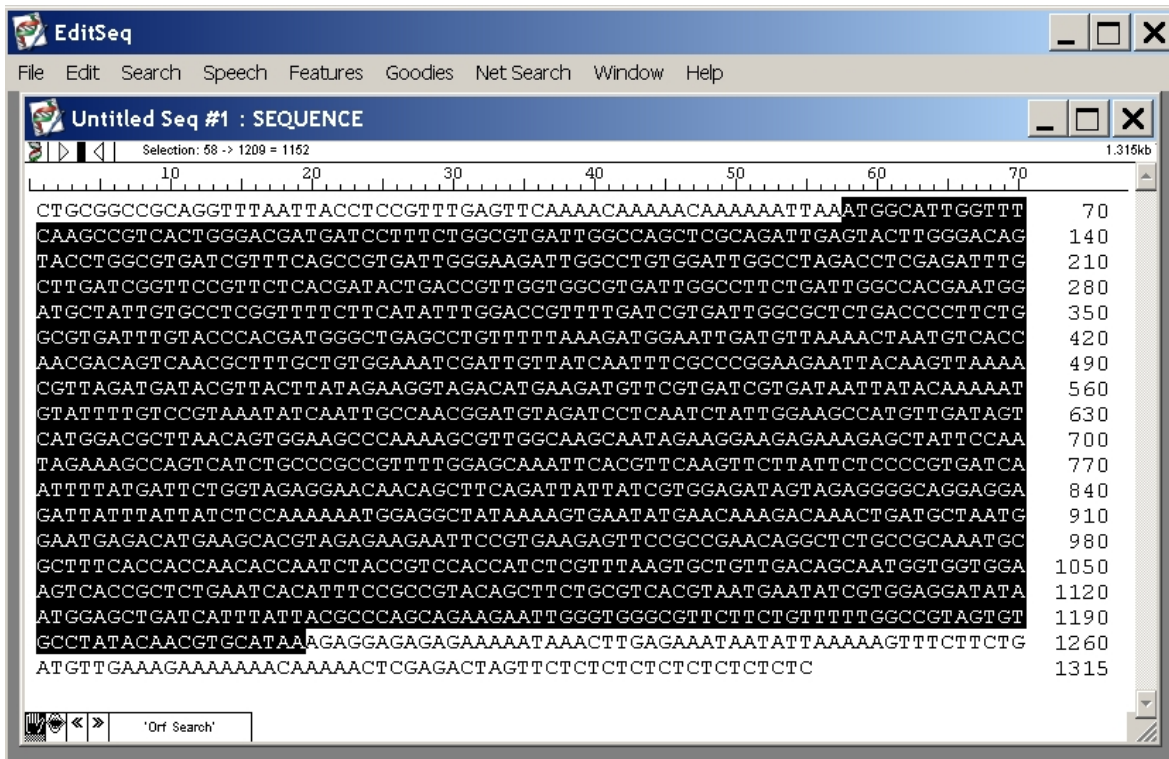 EditSeq
File Edit Search Speech Features Goodies Net Search Window Help
Untitled Seq #1 : SEQUENCE
Selection: 58 -> 1209 = 1152 1.315kb
10 20 30 40 50 60 70
CTGCGGCCGCAGGTTTAATTACCTCCGTTTGAGTTCAAAACAAAAACAAAAAATTAAATGGCATTGGTTT 70
CAAGCCGTCACTGGGACGATGATCCTTTCTGGCGTGATTGGCCAGCTCGCAGATTGAGTACTTGGGACAG 140
TACCTGGCGTGATCGTTTCAGCCGTGATTGGGAAGATTGGCCTGTGGATTGGCCTAGACCTCGAGATTTG 210
CTTGATCGGTTCCGTTCTCACGATACTGACCGTTGGTGGCGTGATTGGCCTTCTGATTGGCCACGAATGG 280
ATGCTATTGTGCCTCGGTTTTCTTCATATTTGGACCGTTTTGATCGTGATTGGCGCTCTGACCCCTTCTG 350
GCGTGATTTGTACCCACGATGGGCTGAGCCTGTTTTTAAAGATGGAATTGATGTTAAAACTAATGTCACC 420
AACGACAGTCAACGCTTTGCTGTGGAAATCGATTGTTATCAATTTCGCCCGGAAGAATTACAAGTTAAAA 490
CGTTAGATGATACGTTACTTATAGAAGGTAGACATGAAGATGTTCGTGATCGTGATAATTATACAAAAAT 560
GTATTTTGTCCGTAAATATCAATTGCCAACGGATGTAGATCCTCAATCTATTGGAAGCCATGTTGATAGT 630
CATGGACGCTTAACAGTGGAAGCCCAAAAGCGTTGGCAAGCAATAGAAGGAAGAGAAAGAGCTATTCCAA 700
TAGAAAGCCAGTCATCTGCCCGCCGTTTTGGAGCAAATTCACGTTCAAGTTCTTATTCTCCCCGTGATCA 770
ATTTTATGATTCTGGTAGAGGAACAACAGCTTCAGATTATTATCGTGGAGATAGTAGAGGGGCAGGAGGA 840
GATTATTTATTATCTCCAAAAAATGGAGGCTATAAAAGTGAATATGAACAAAGACAAACTGATGCTAATG 910
GAATGAGACATGAAGCACGTAGAGAAGAATTCCGTGAAGAGTTCCGCCGAACAGGCTCTGCCGCAAATGC 980
GCTTTCACCACCAACACCAATCTACCGTCCACCATCTCGTTTAAGTGCTGTTGACAGCAATGGTGGTGGA 1050
AGTCACCGCTCTGAATCACATTTCCGCCGTACAGCTTCTGCGTCACGTAATGAATATCGTGGAGGATATA 1120
ATGGAGCTGATCATTTATTACGCCCAGCAGAAGAATTGGGTGGGCGTTCTTCTGTTTTTGGCCGTAGTGT 1190
GCCTATACAACGTGCATAAAGAGGAGAGAGAAAAATAAACTTGAGAAATAATATTAAAAAGTTTCTTCTG 1260
ATGTTGAAAGAAAAAAACAAAAACTCGAGACTAGTTCTCTCTCTCTCTCTCTCTC 1315
'Orf Search'